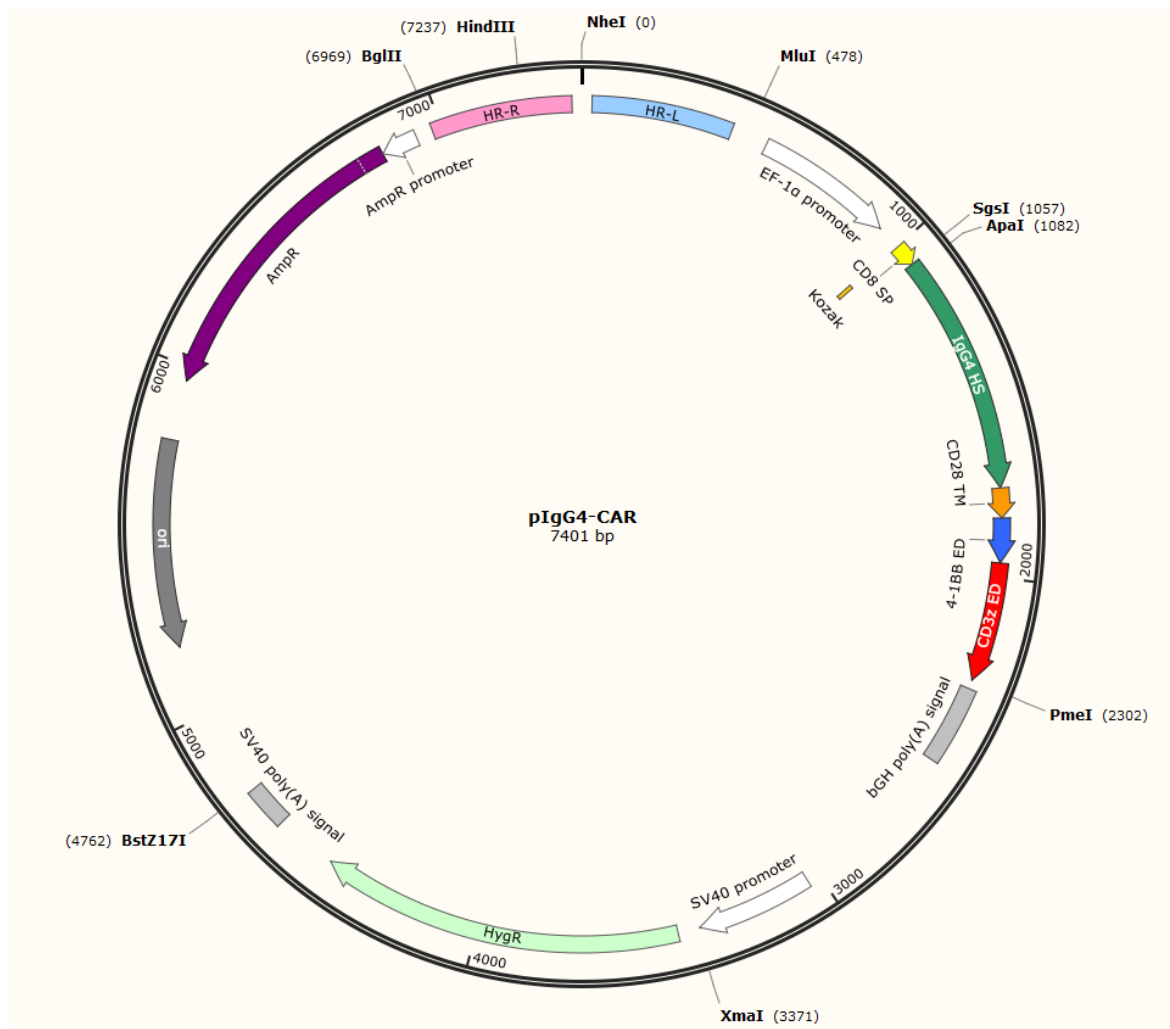 NheI (0)
(7237) HindIII
(6969) BglII
MluI (478)
7000
HR-R
HR-L
AmpR promoter
EF-1α promoter
1000
SgsI (1057)
ApaI (1082)
CD8 SP
Kozak
AmpR
IgG4 HS
6000
CD28 TM
ori
pIgG4-CAR
7401 bp
4-1BB ED
2000
CD3z ED
PmeI (2302)
bGH poly(A) signal
5000
SV40 poly(A) signal
(4762) BstZ17I
SV40 promoter
3000
HygR
4000
XmaI (3371)